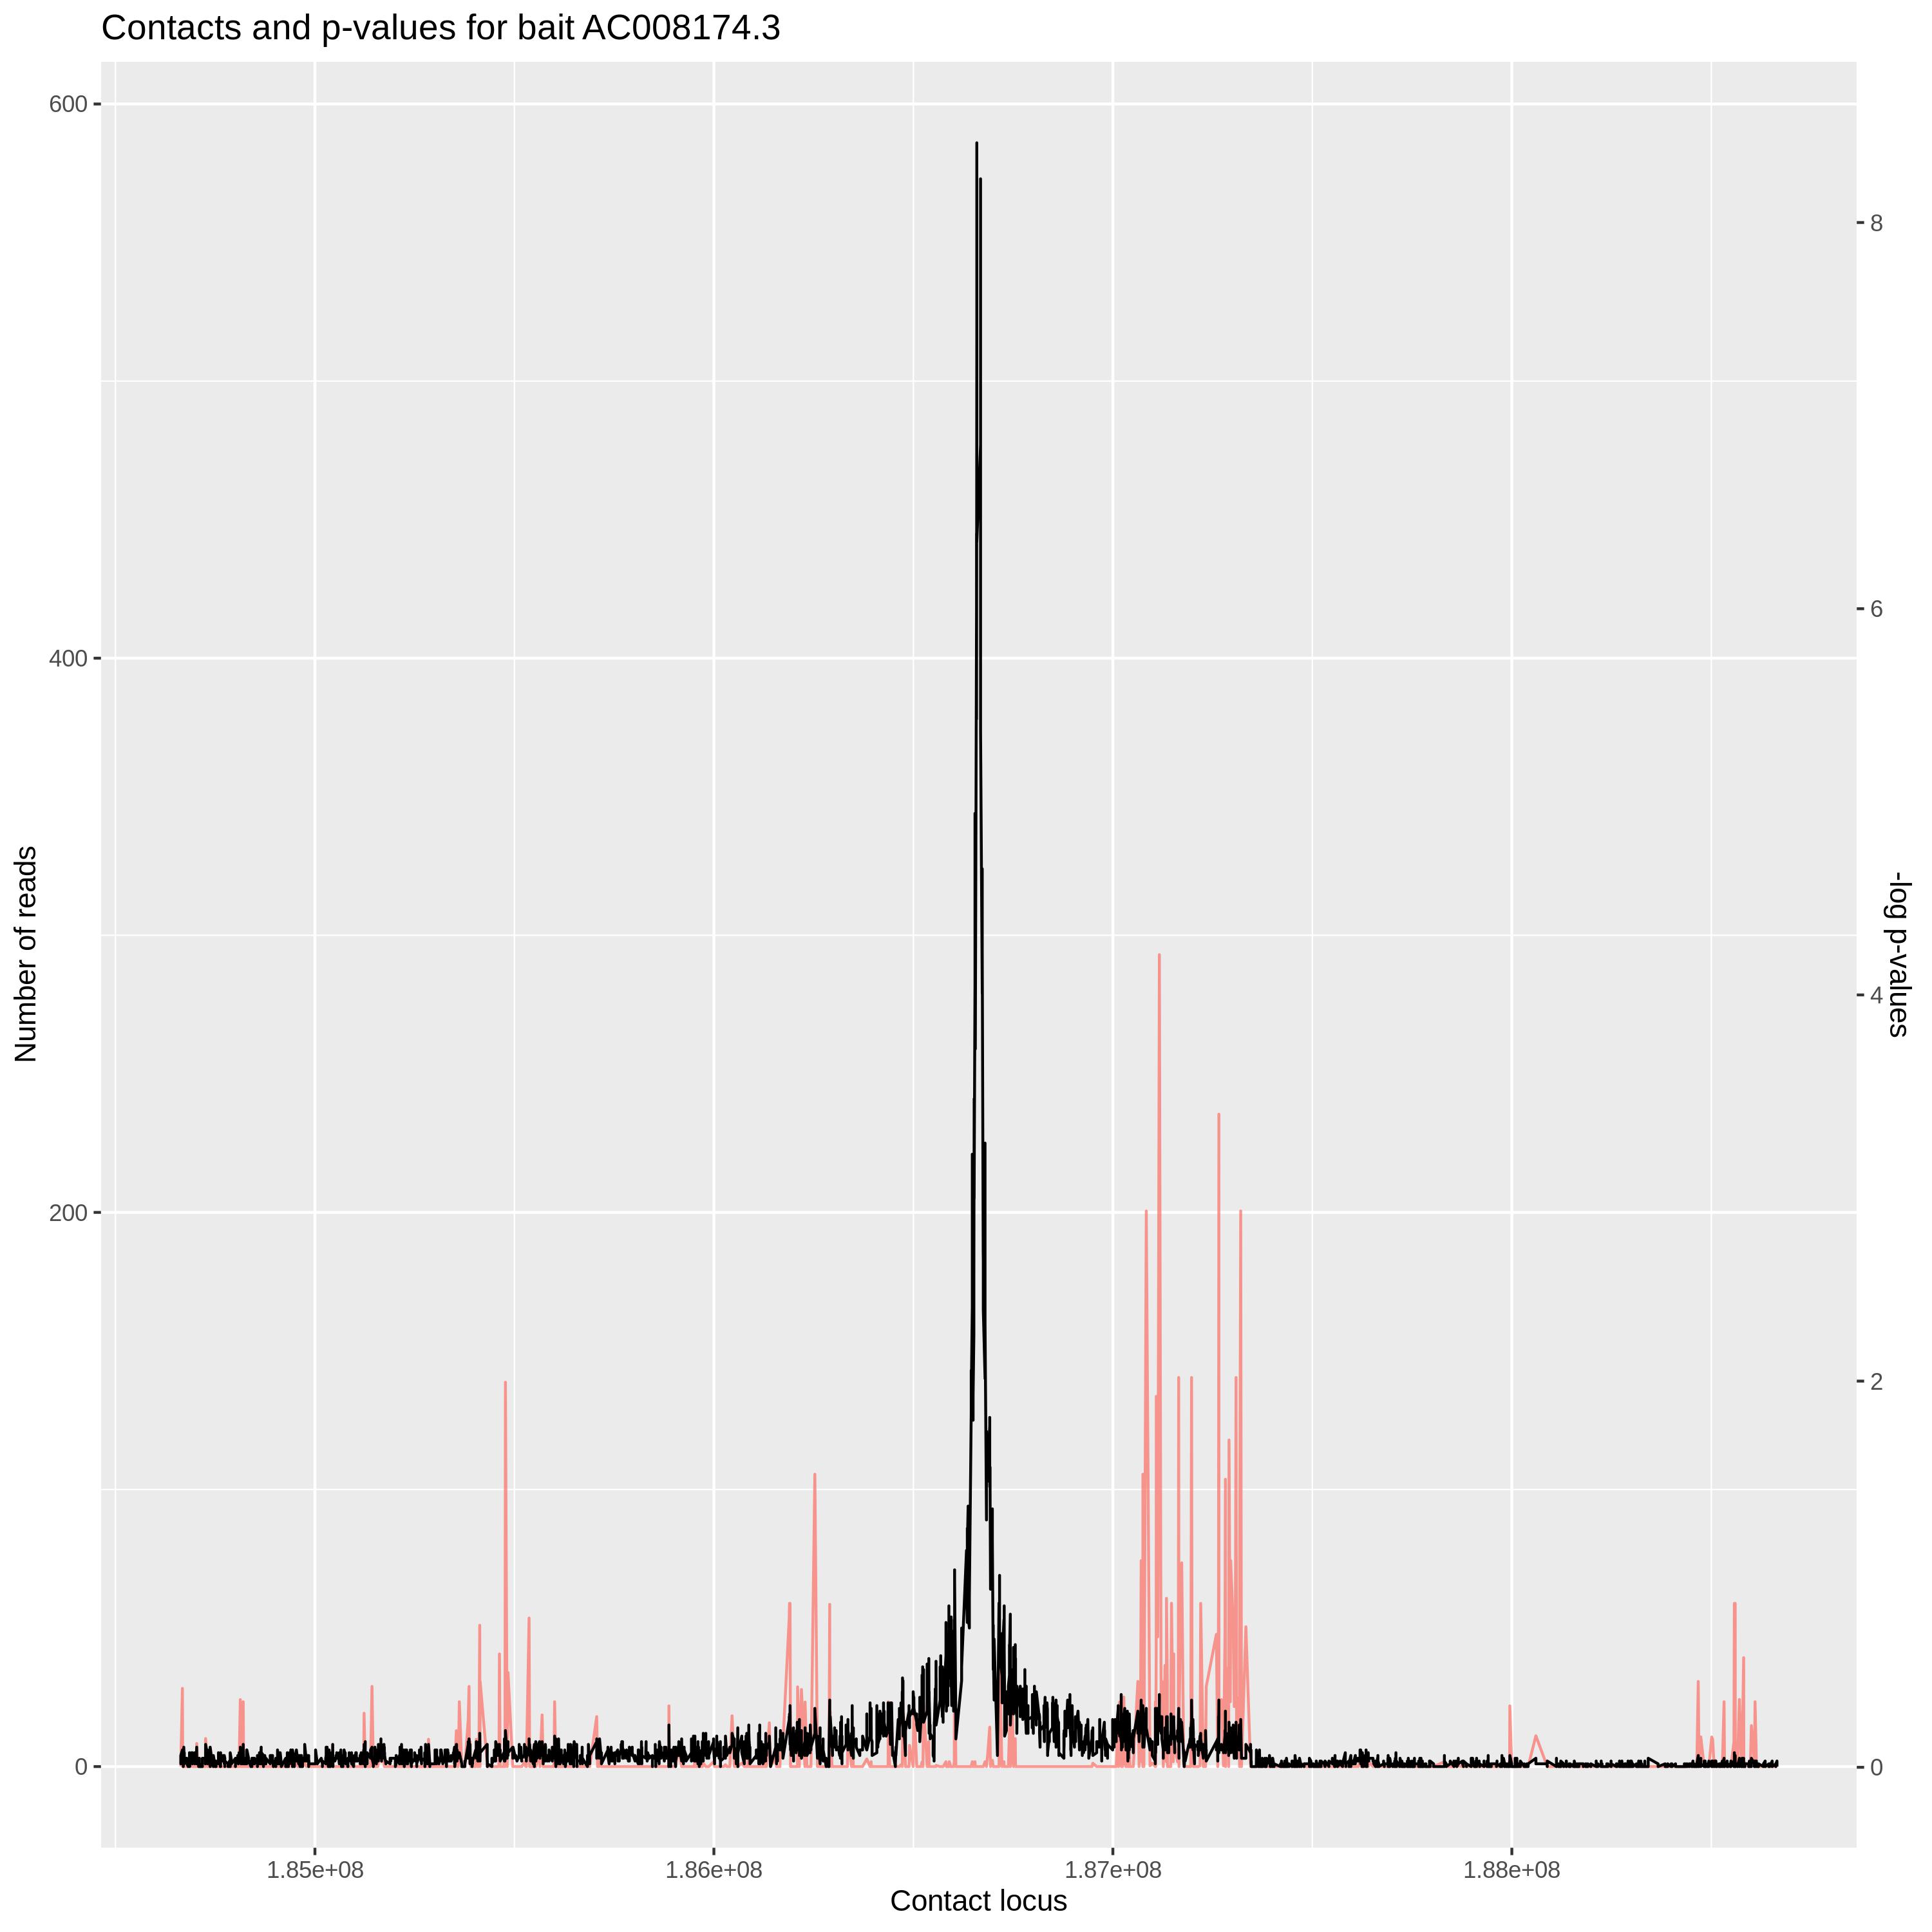 Contacts and p-values for bait AC008174.3
600
400
200
0
Number of reads
8
6
4
2
0
-log p-values
1.85e+08
1.86e+08
1.87e+08
1.88e+08
Contact locus